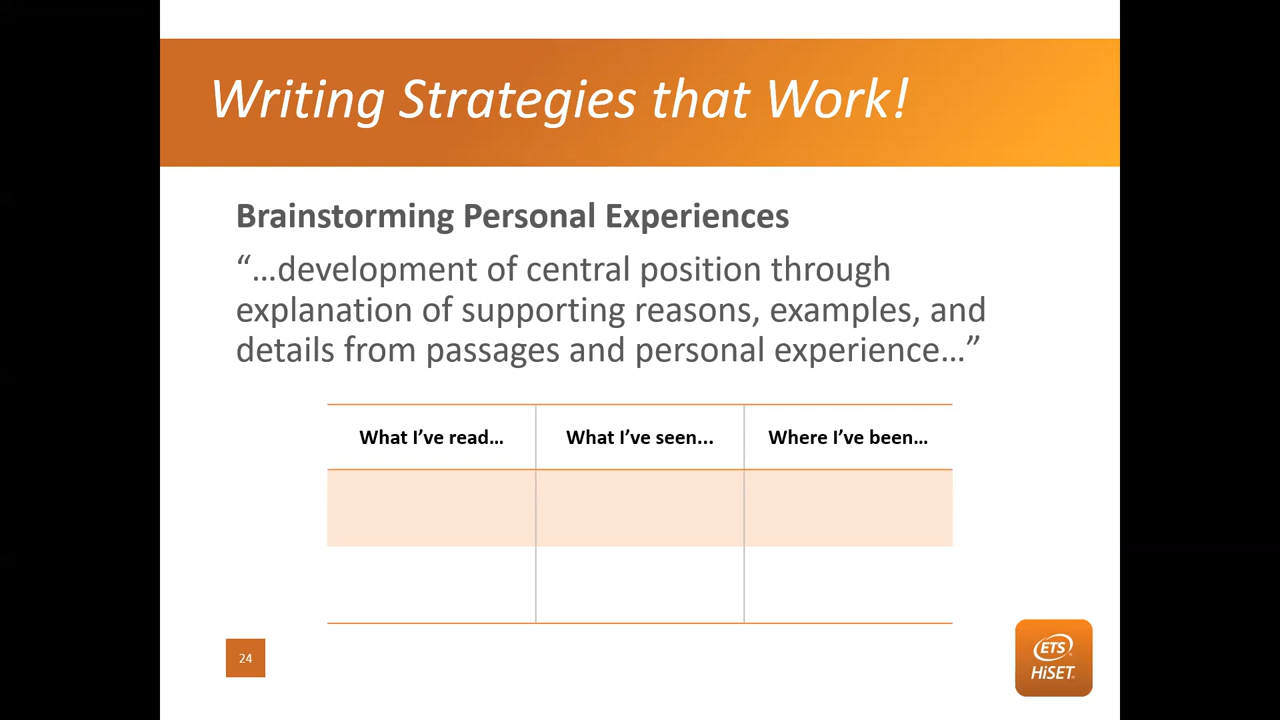 Writing Strategies that Work!
Brainstorming Personal Experiences
“…development of central position through
explanation of supporting reasons, examples, and
details from passages and personal experience…”
What I’ve read… What I’ve seen... Where I’ve been…
24
ETS®
HiSET®